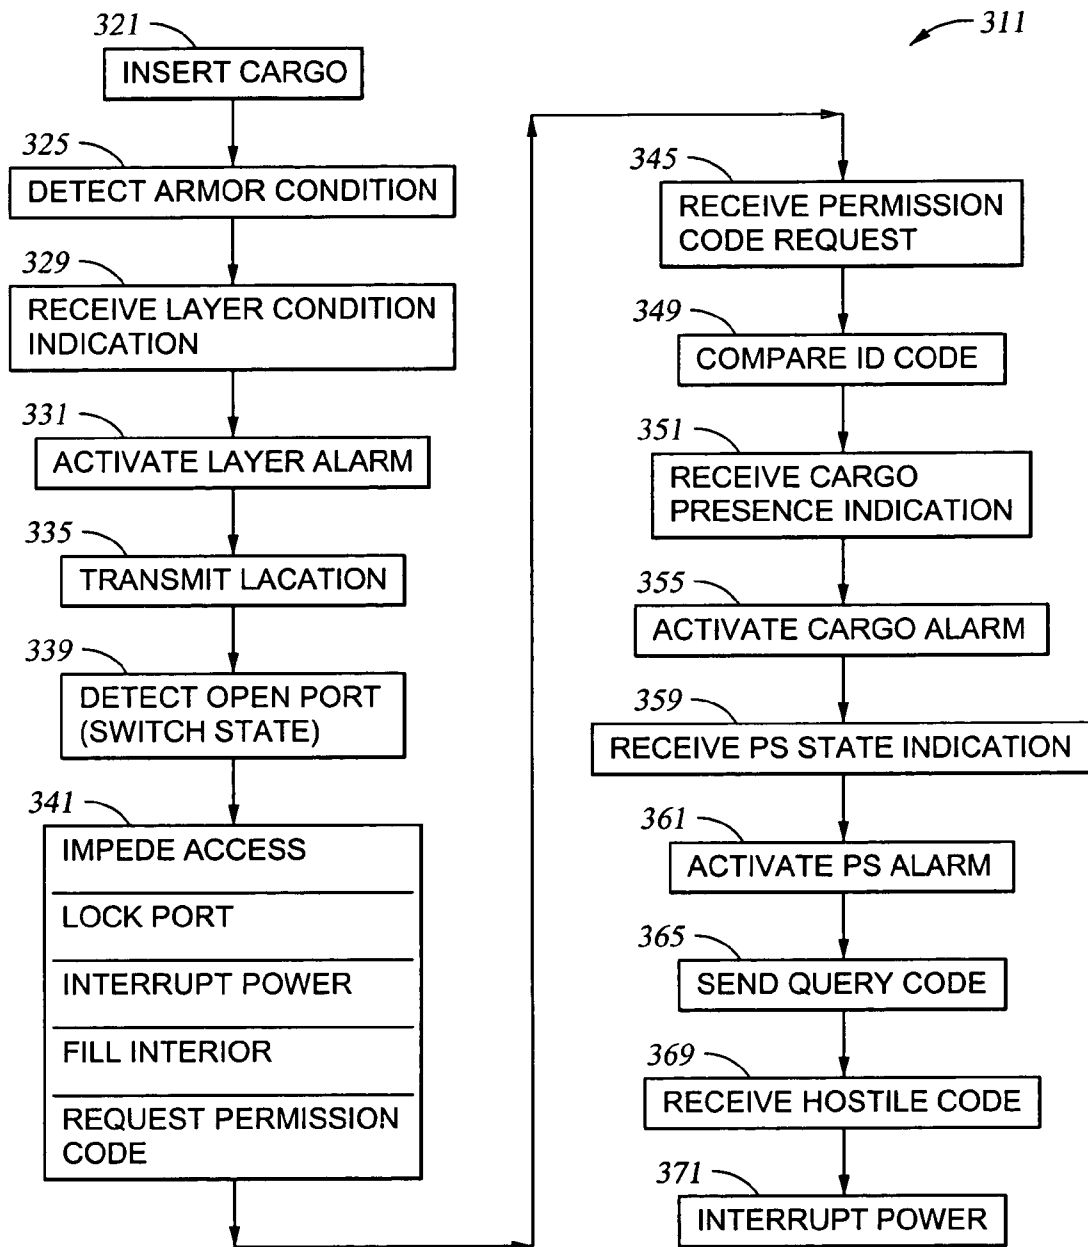 311
321
INSERT CARGO
325
DETECT ARMOR CONDITION
329
RECEIVE LAYER CONDITION
INDICATION
331
ACTIVATE LAYER ALARM
335
TRANSMIT LACATION
339
DETECT OPEN PORT
(SWITCH STATE)
341
IMPEDE ACCESS
LOCK PORT
INTERRUPT POWER
FILL INTERIOR
REQUEST PERMISSION
CODE
345
RECEIVE PERMISSION
CODE REQUEST
349
COMPARE ID CODE
351
RECEIVE CARGO
PRESENCE INDICATION
355
ACTIVATE CARGO ALARM
359
RECEIVE PS STATE INDICATION
361
ACTIVATE PS ALARM
365
SEND QUERY CODE
369
RECEIVE HOSTILE CODE
371
INTERRUPT POWER